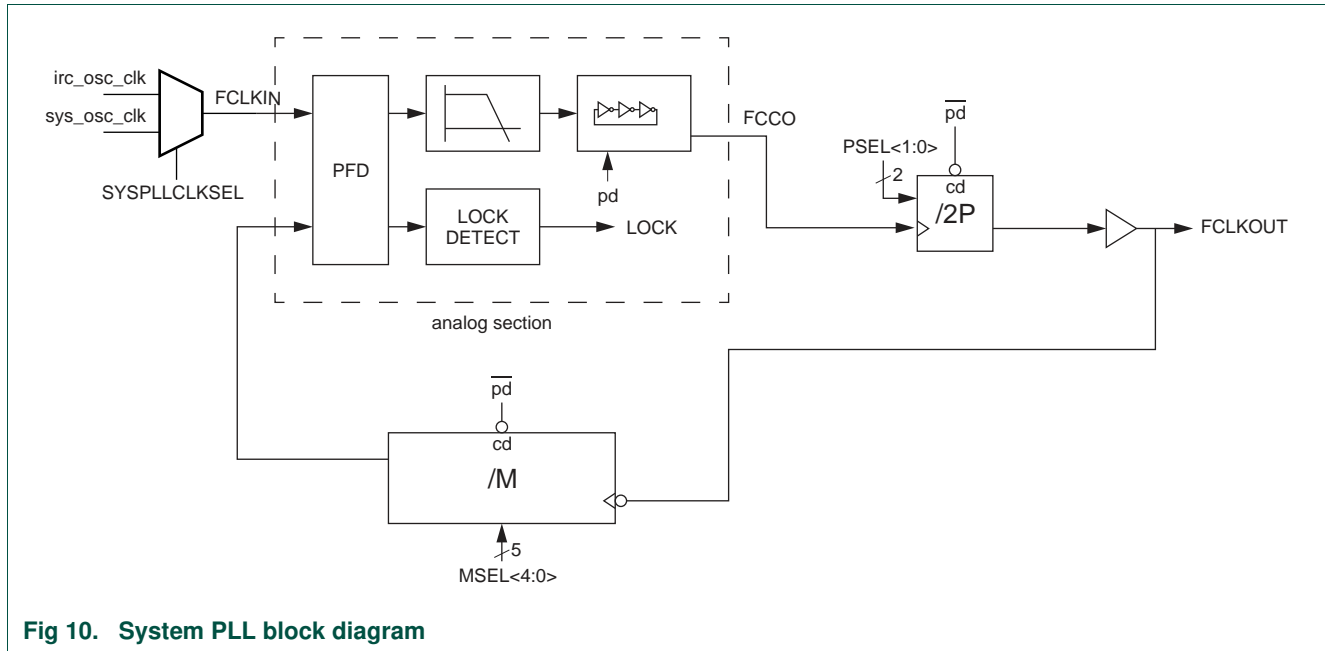 irc_osc_clk
sys_osc_clk
FCLKIN
SYSPLLCLKSEL
PFD
pd
FCCO
LOCK
DETECT
LOCK
analog section
pd
PSEL<1:0>
2
cd
/2P
FCLKOUT
pd
cd
/M
5
MSEL<4:0>
Fig 10. System PLL block diagram